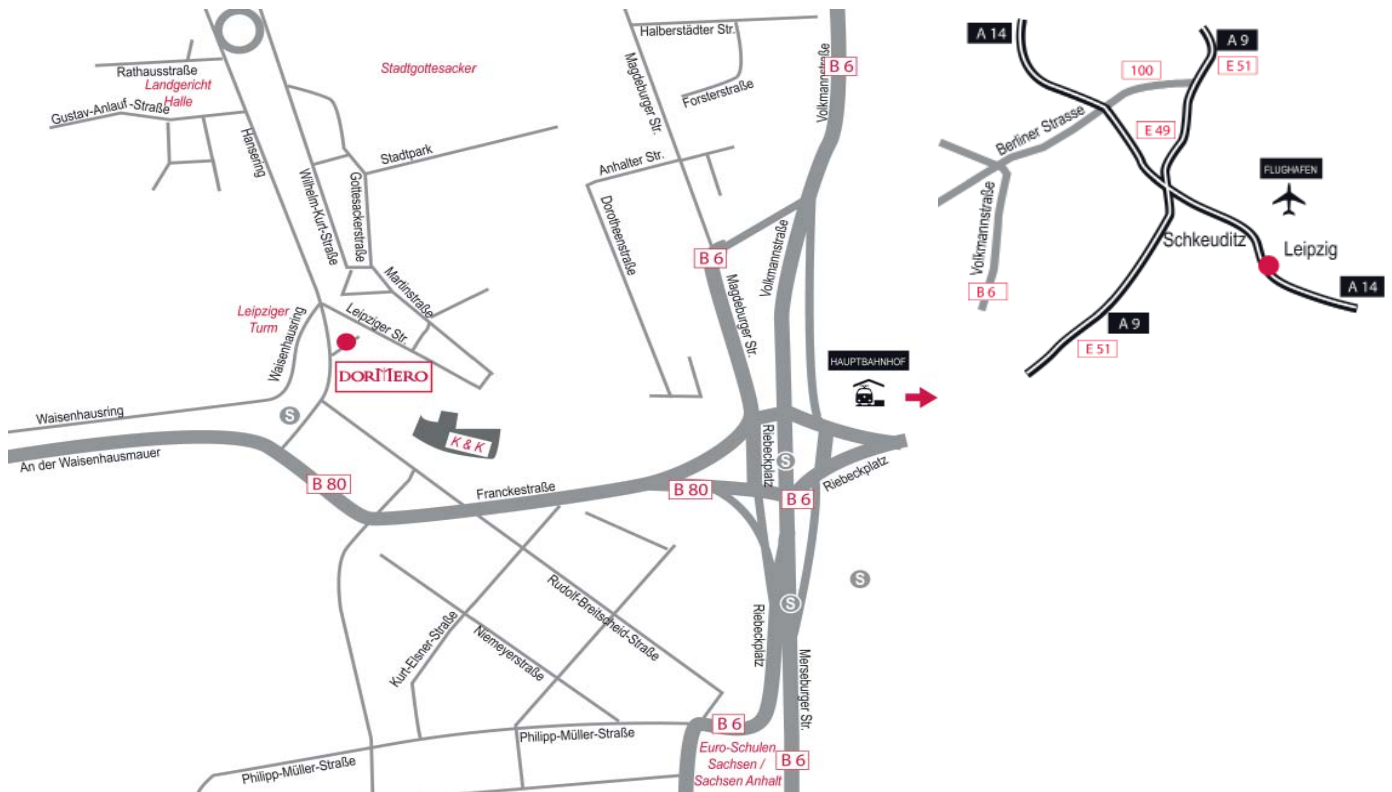 Halberstädter Str.
B 6
Rathausstraße
Landgericht
Halle
Stadtgottesacker
Magdeburger Str.
Volkmannstraße
Forsterstraße
Gustav-Anlauf -Straße
Hansering
Stadtpark
Anhalter Str.
Wilhelm-Kurt-Straße
Gottesackerstraße
Dorotheenstraße
Volkmannstraße
B 6
Martinstraße
Magdeburger Str.
Leipziger
Turm
Leipziger Str
Waisenhausring
DORMERO
HAUPTBAHNHOF
Waisenhausring
S
K & K
An der Waisenhausmauer
Riebeckplatz
S
Riebeckplatz
B 80
Franckestraße
B 80
B 6
S
S
Rudolf-Breitscheid-Straße
Kurt-Elsner-Straße
Niemeyerstraße
Riebeckplatz
Merseburger Str.
B 6
Philipp-Müller-Straße
Euro-Schulen
Sachsen /
Sachsen Anhalt
B 6
Philipp-Müller-Straße
A 14
A 9
E 51
100
Berliner Strasse
E 49
FLUGHAFEN
Volkmannstraße
Schkeuditz
Leipzig
B 6
A 14
A 9
E 51